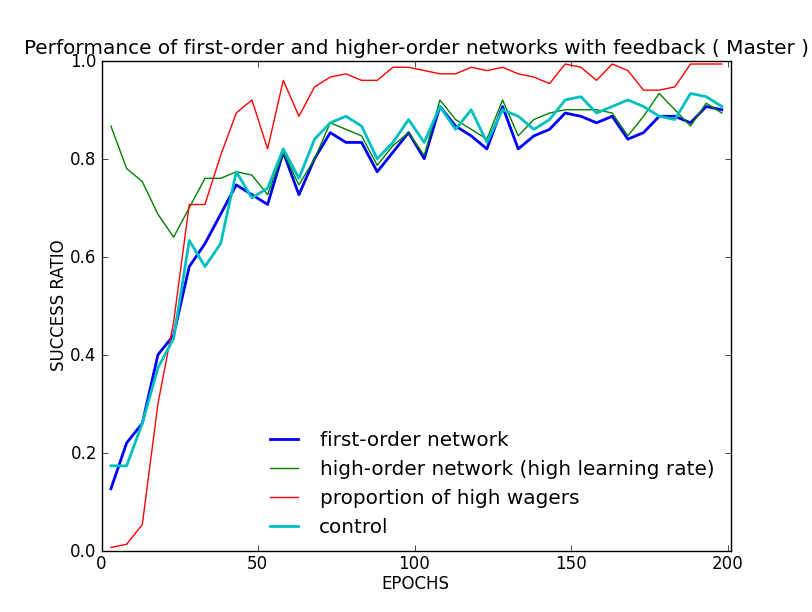 Performance of first-order and higher-order networks with feedback ( Master )
1.0
0.8
0.6
0.4
0.2
0.0
SUCCESS RATIO
first-order network
high-order network (high learning rate)
proportion of high wagers
control
0 50 100 150 200
EPOCHS